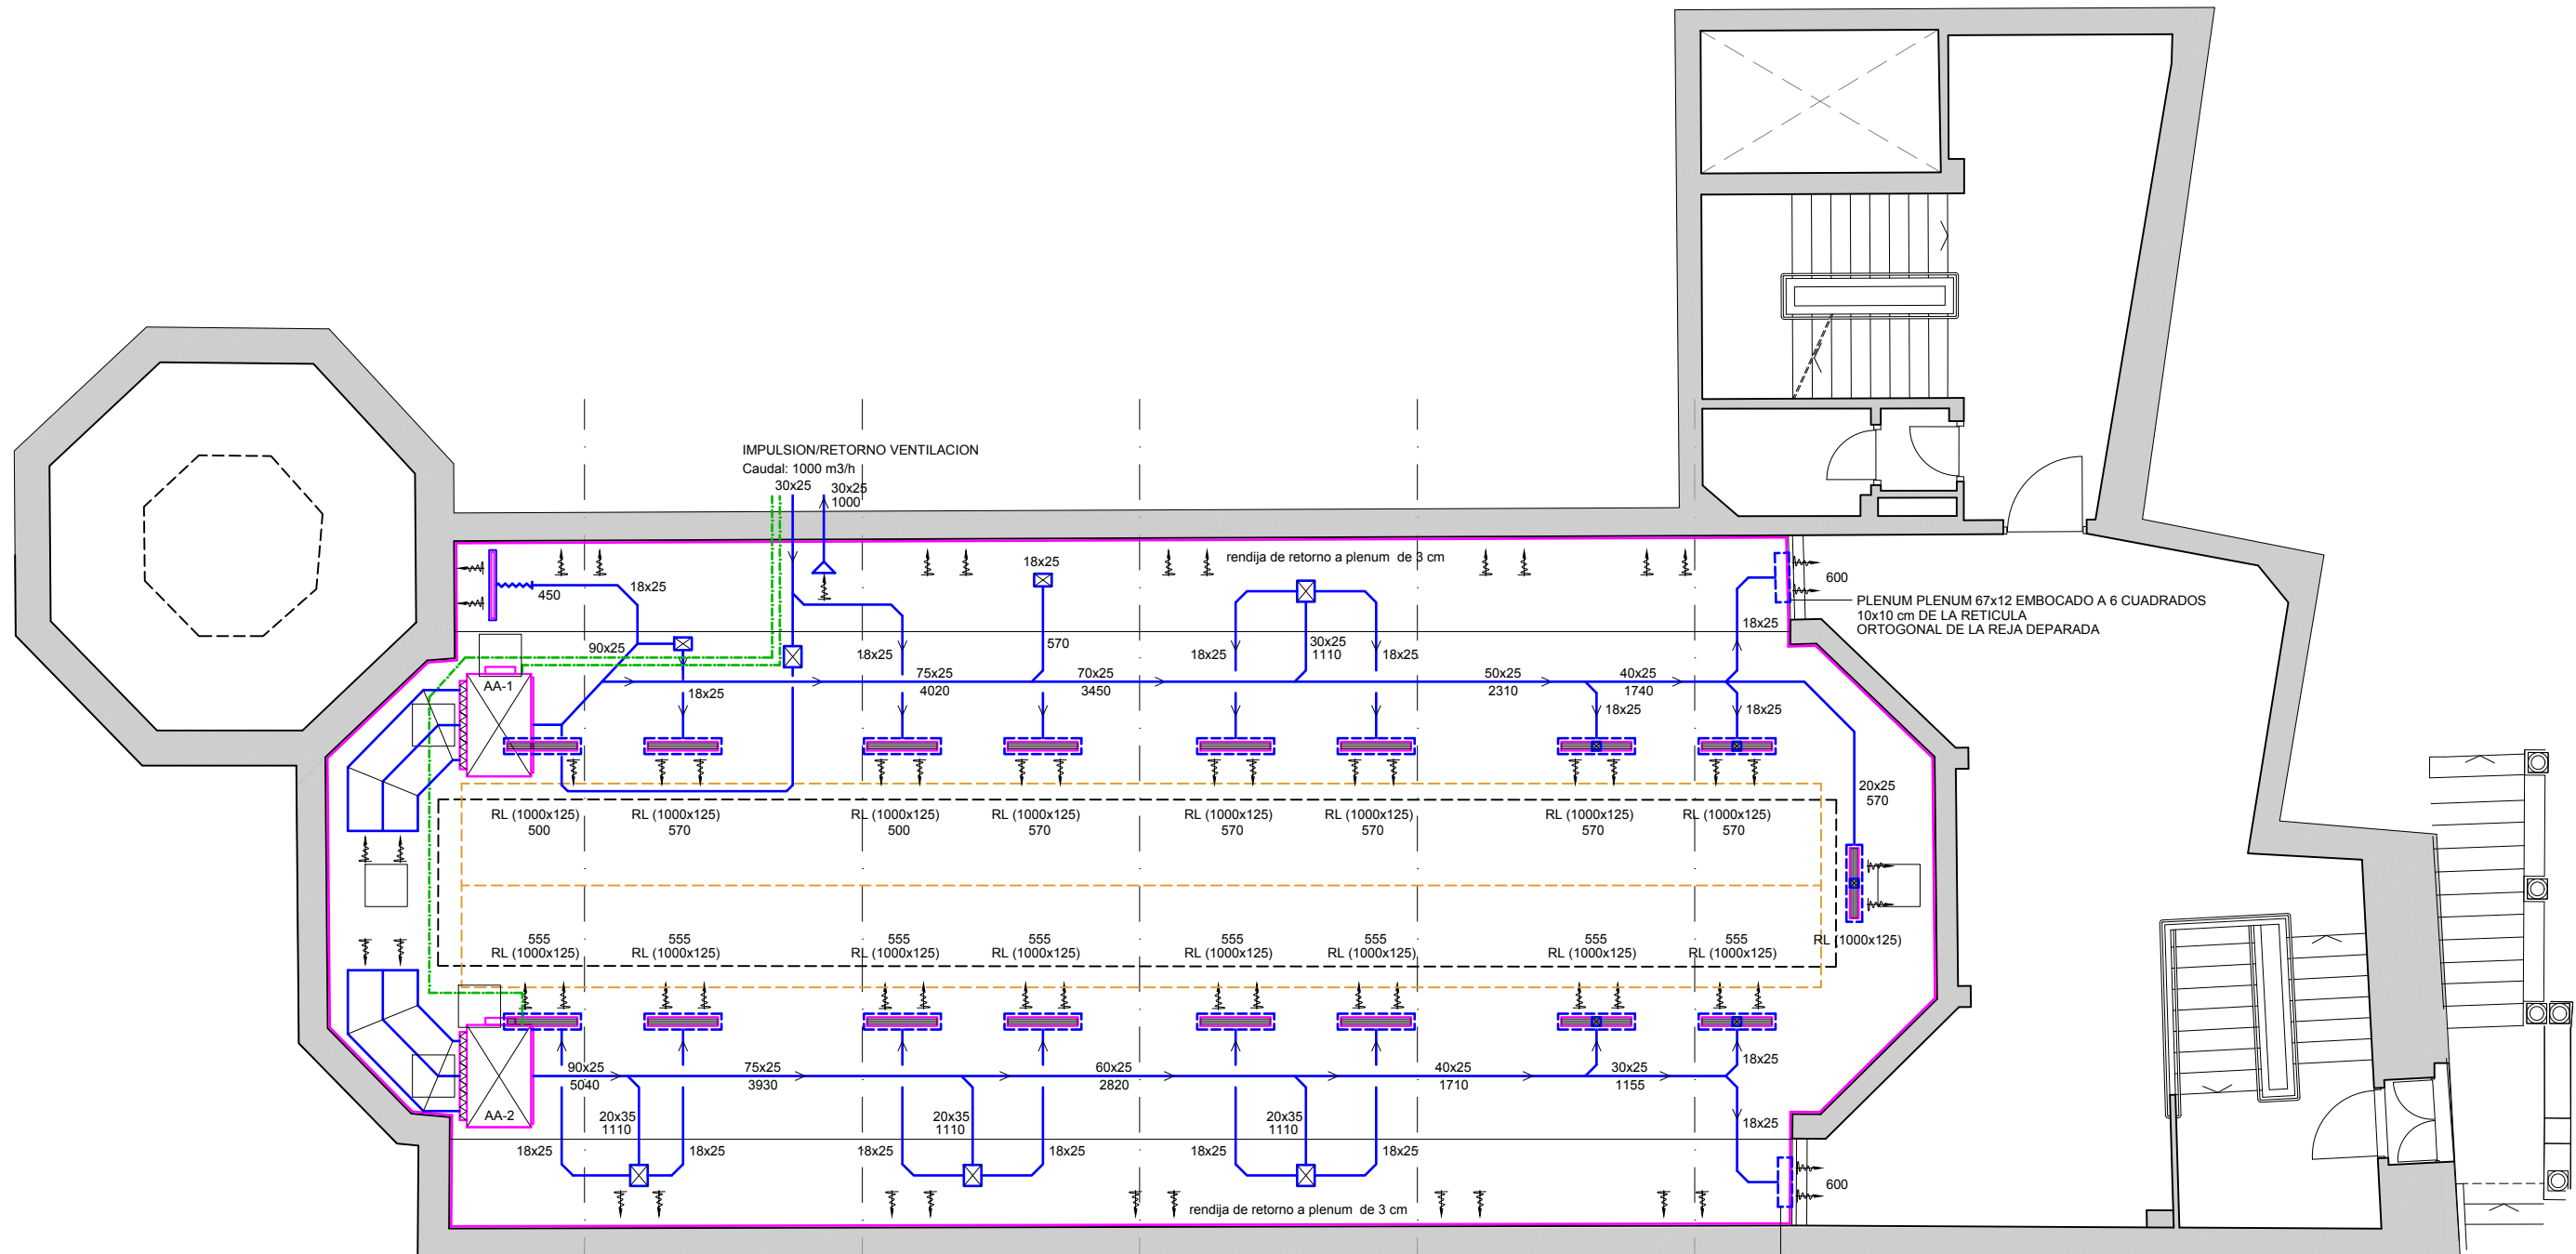 IMPULSION/RETORNO VENTILACION
Caudal: 1000 m3/h
30x25
30x25
1000
rendija de retorno a plenum de 3 cm
18x25
18x25
450
600
PLENUM PLENUM 67x12 EMBOCADO A 6 CUADRADOS
10x10 cm DE LA RETICULA
ORTOGONAL DE LA REJA DEPARADA
90x25
18x25
570
18x25
30x25
1110
18x25
18x25
AA-1
18x25
75x25
4020
70x25
3450
50x25
2310
40x25
1740
18x25
18x25
20x25
570
RL (1000x125)
500
RL (1000x125)
570
RL (1000x125)
500
RL (1000x125)
570
RL (1000x125)
570
RL (1000x125)
570
RL (1000x125)
570
RL (1000x125)
570
555
RL (1000x125)
555
RL (1000x125)
555
RL (1000x125)
555
RL (1000x125)
555
RL (1000x125)
555
RL (1000x125)
555
RL (1000x125)
555
RL (1000x125)
RL (1000x125)
90x25
5040
75x25
3930
60x25
2820
40x25
1710
30x25
1155
18x25
AA-2
20x35
1110
20x35
1110
20x35
1110
18x25
18x25
18x25
18x25
18x25
18x25
18x25
600
rendija de retorno a plenum de 3 cm